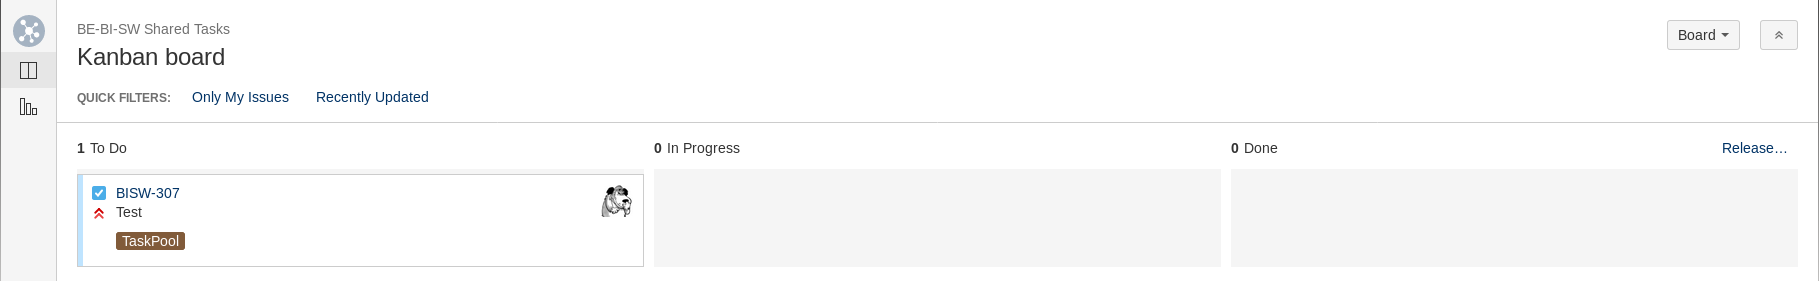 BE-BI-SW Shared Tasks
Board
Kanban board
QUICK FILTERS: Only My Issues Recently Updated
1 To Do 0 In Progress 0 Done Release…
BISW-307
Test
TaskPool